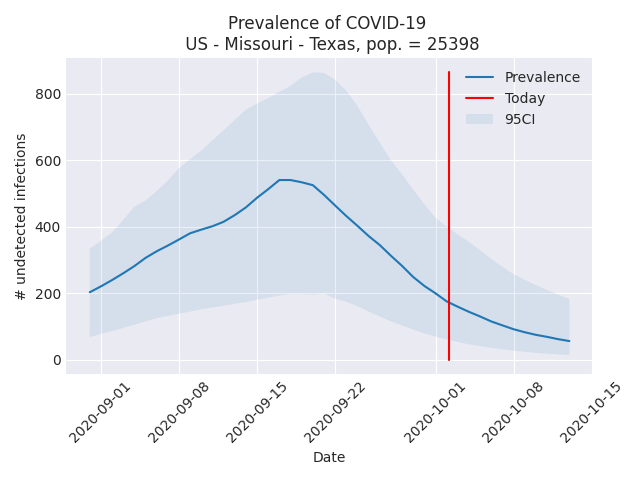 Prevalence of COVID-19
US - Missouri - Texas, pop. = 25398
Prevalence
Today
95CI
# undetected infections
800
600
400
200
0
2020-09-01
2020-09-08
2020-09-15
2020-09-22
2020-10-01
2020-10-08
2020-10-15
Date